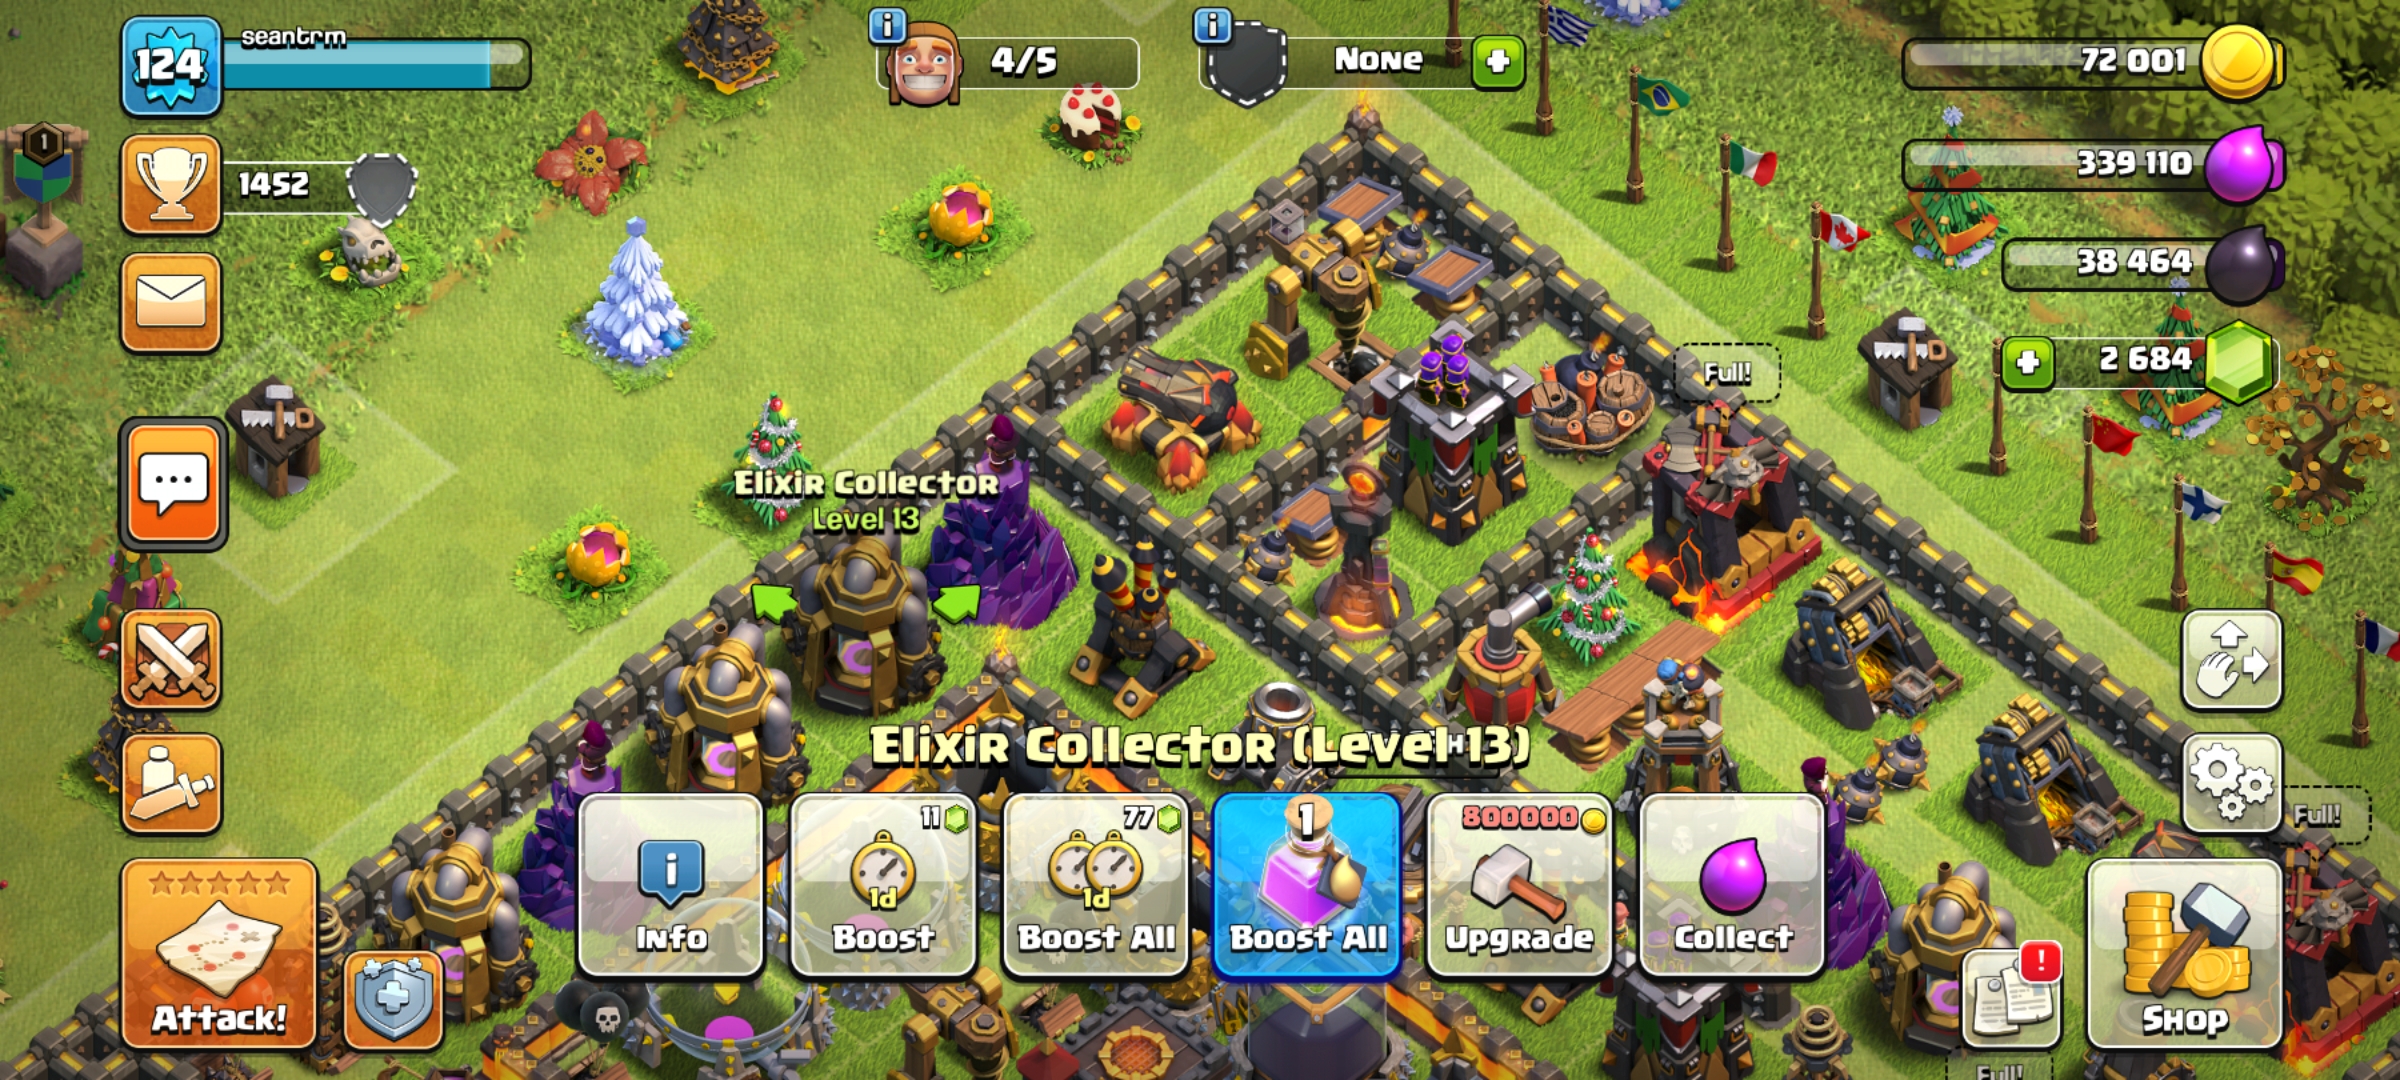 124
seantrm
4/5
None
72 001
1
1452
339 110
38 464
2 684
Full!
Elixir Collector
Level 13
Elixir Collector (Level 13)
Full!
11
77
1
800000
1d
1d
Info
Boost
Boost All
Boost All
Upgrade
Collect
Attack!
Shop
Full!